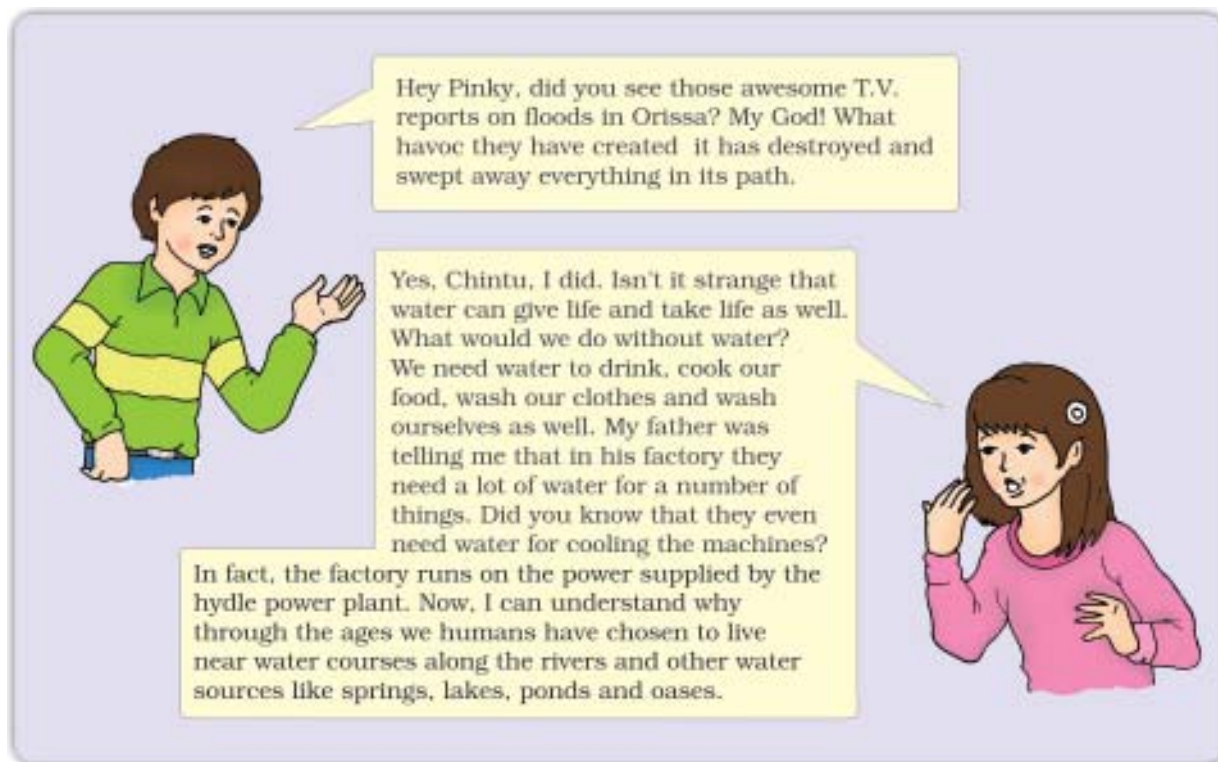 Hey Pinky, did you see those awesome T.V.
reports on floods in Orissa? My God! What
havoc they have created it has destroyed and
swept away everything in its path.
Yes, Chintu, I did. Isn't it strange that
water can give life and take life as well.
What would we do without water?
We need water to drink, cook our
food, wash our clothes and wash
ourselves as well. My father was
telling me that in his factory they
need a lot of water for a number of
things. Did you know that they even
need water for cooling the machines?
In fact, the factory runs on the power supplied by the
hydle power plant. Now, I can understand why
through the ages we humans have chosen to live
near water courses along the rivers and other water
sources like springs, lakes, ponds and oases.